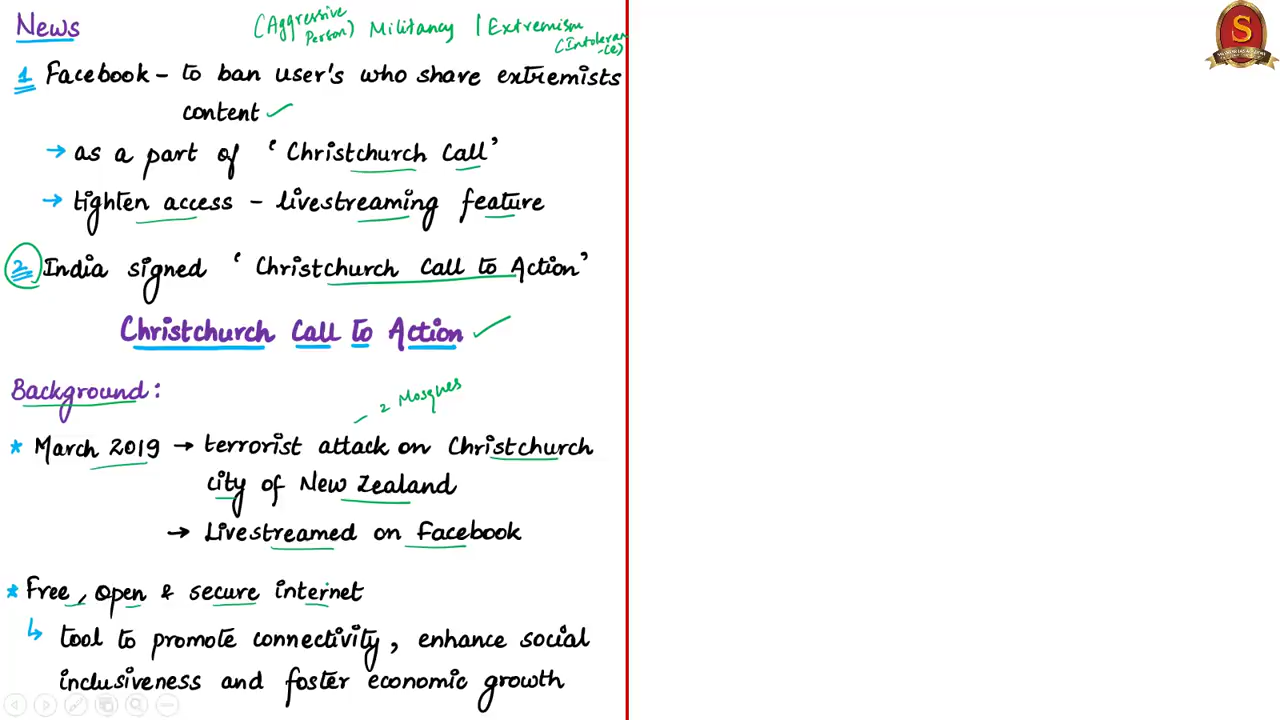 News
(Aggressive Person) Militancy | Extremism
(Intolerance)
1 Facebook - to ban user's who share extremists
content ✓
→ as a part of 'Christchurch Call'
→ tighten access - livestreaming feature
2 India signed 'Christchurch Call to Action'
Christchurch Call to Action ✓
Background:
2 Mosques
* March 2019 → terrorist attack on Christchurch
city of New Zealand
→ Livestreamed on Facebook
* Free, open & secure internet
↳ tool to promote connectivity, enhance social
inclusiveness and foster economic growth
S